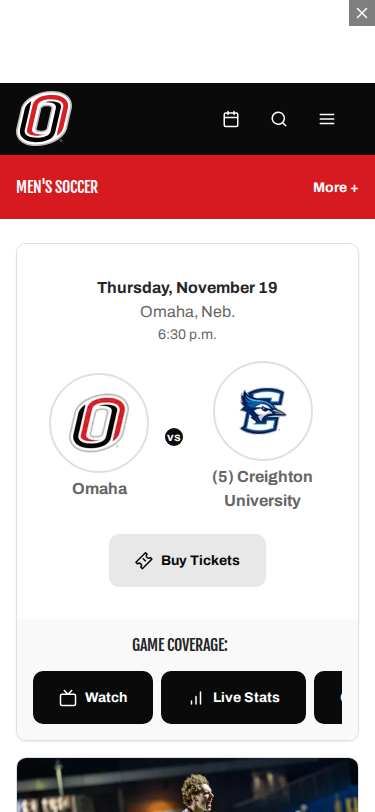 MEN'S SOCCER
More +
Thursday, November 19
Omaha, Neb.
6:30 p.m.
vs
Omaha
(5) Creighton
University
Buy Tickets
GAME COVERAGE:
Watch
Live Stats